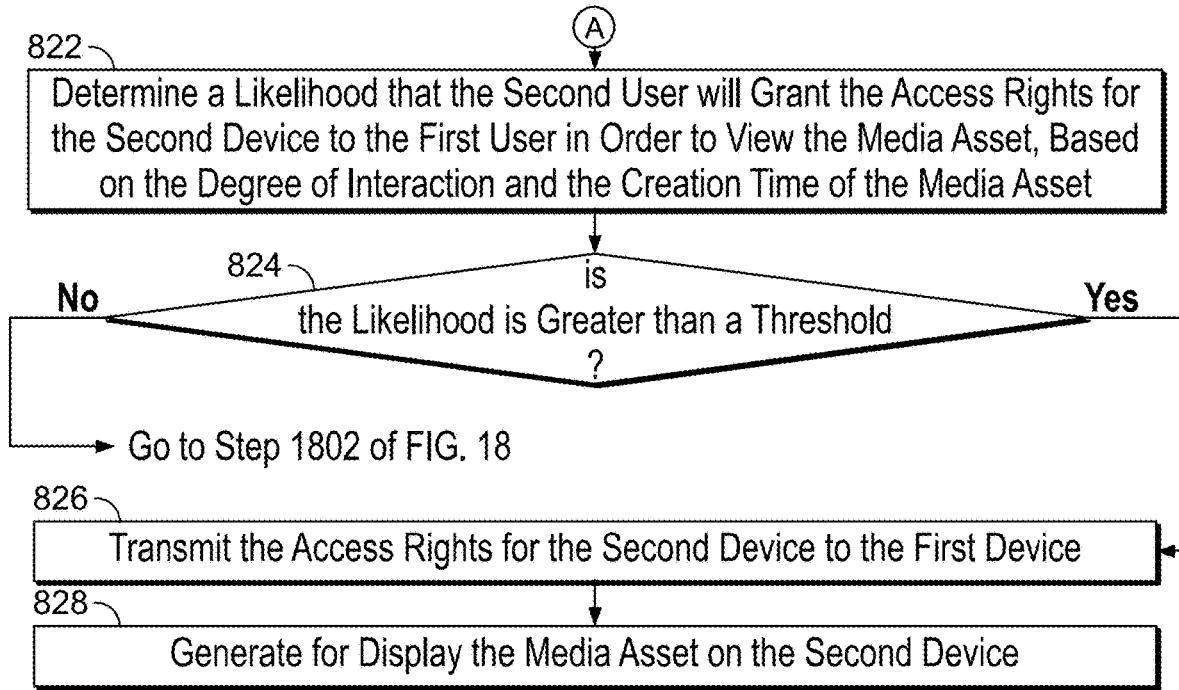 A
822
Determine a Likelihood that the Second User will Grant the Access Rights for
the Second Device to the First User in Order to View the Media Asset, Based
on the Degree of Interaction and the Creation Time of the Media Asset
824
is
No
Yes
the Likelihood is Greater than a Threshold
?
Go to Step 1802 of FIG. 18
826
Transmit the Access Rights for the Second Device to the First Device
828
Generate for Display the Media Asset on the Second Device